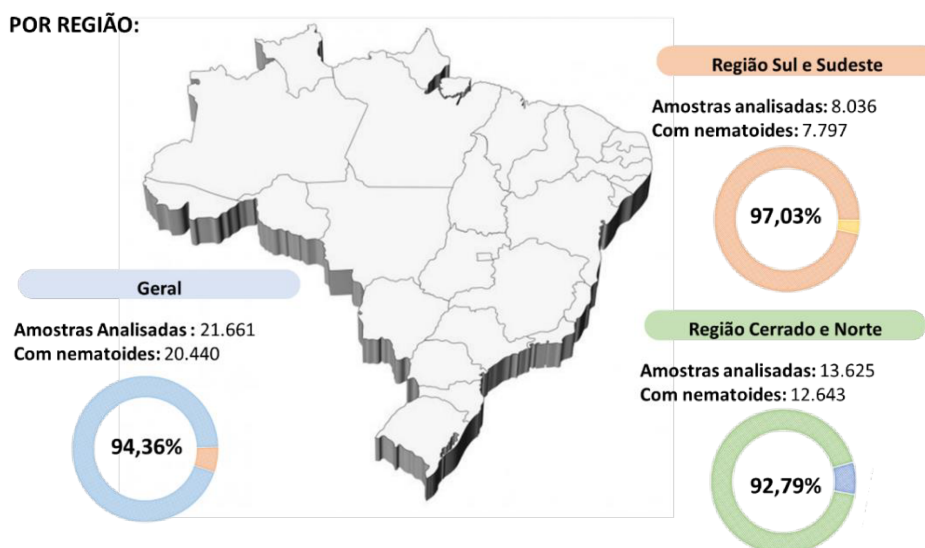 POR REGIÃO:
Região Sul e Sudeste
Amostras analisadas: 8.036
Com nematoides: 7.797
97,03%
Geral
Amostras Analisadas : 21.661
Com nematoides: 20.440
94,36%
Região Cerrado e Norte
Amostras analisadas: 13.625
Com nematoides: 12.643
92,79%